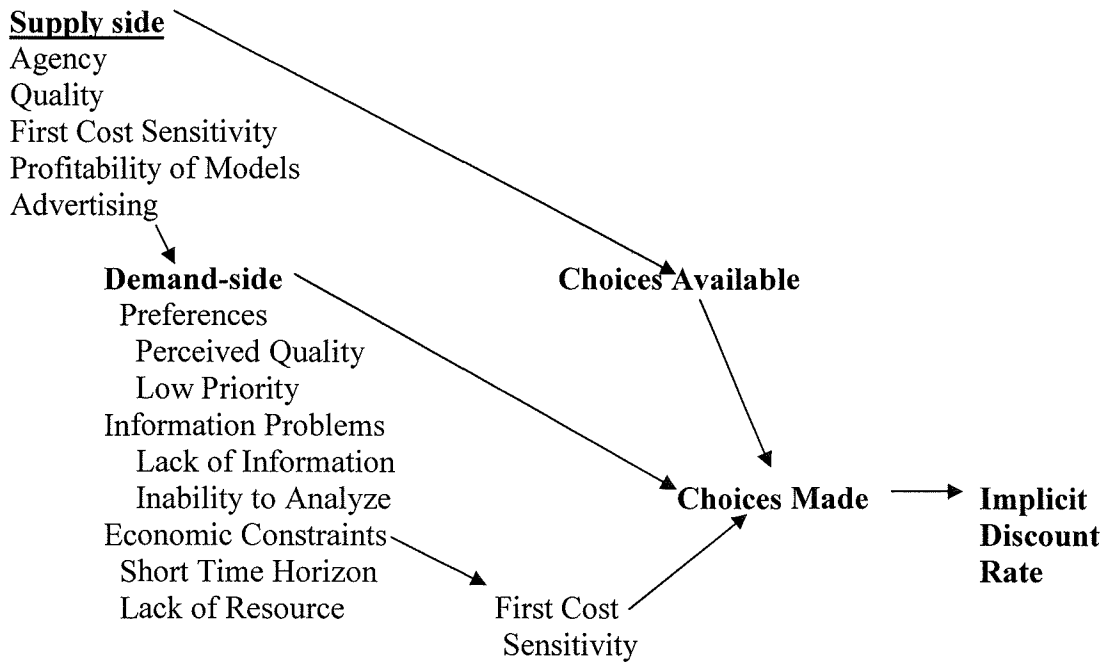 Supply side
Agency
Quality
First Cost Sensitivity
Profitability of Models
Advertising
Demand-side
Choices Available
Preferences
Perceived Quality
Low Priority
Information Problems
Lack of Information
Inability to Analyze
Choices Made
Implicit
Economic Constraints
Discount
Short Time Horizon
Rate
Lack of Resource
First Cost
Sensitivity